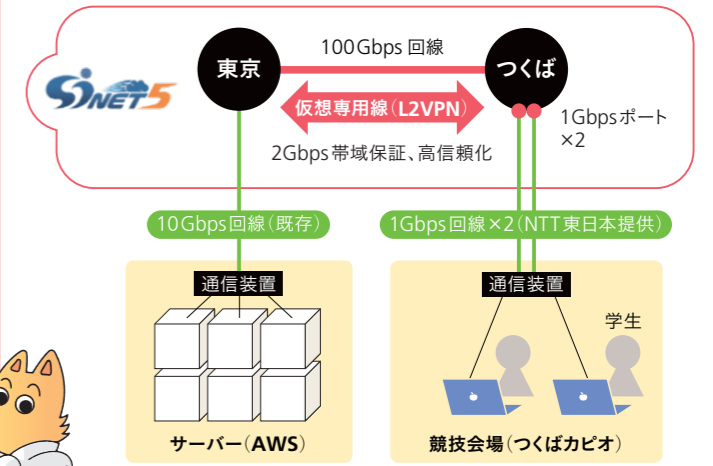 100Gbps 回線
東京
つくば
SINET5
仮想専用線(L2VPN)
1Gbpsポート
×2
2Gbps帯域保証、高信頼化
10Gbps回線(既存)
1Gbps回線×2(NTT東日本提供)
通信装置
通信装置
学生
サーバー(AWS)
競技会場(つくばカピオ)